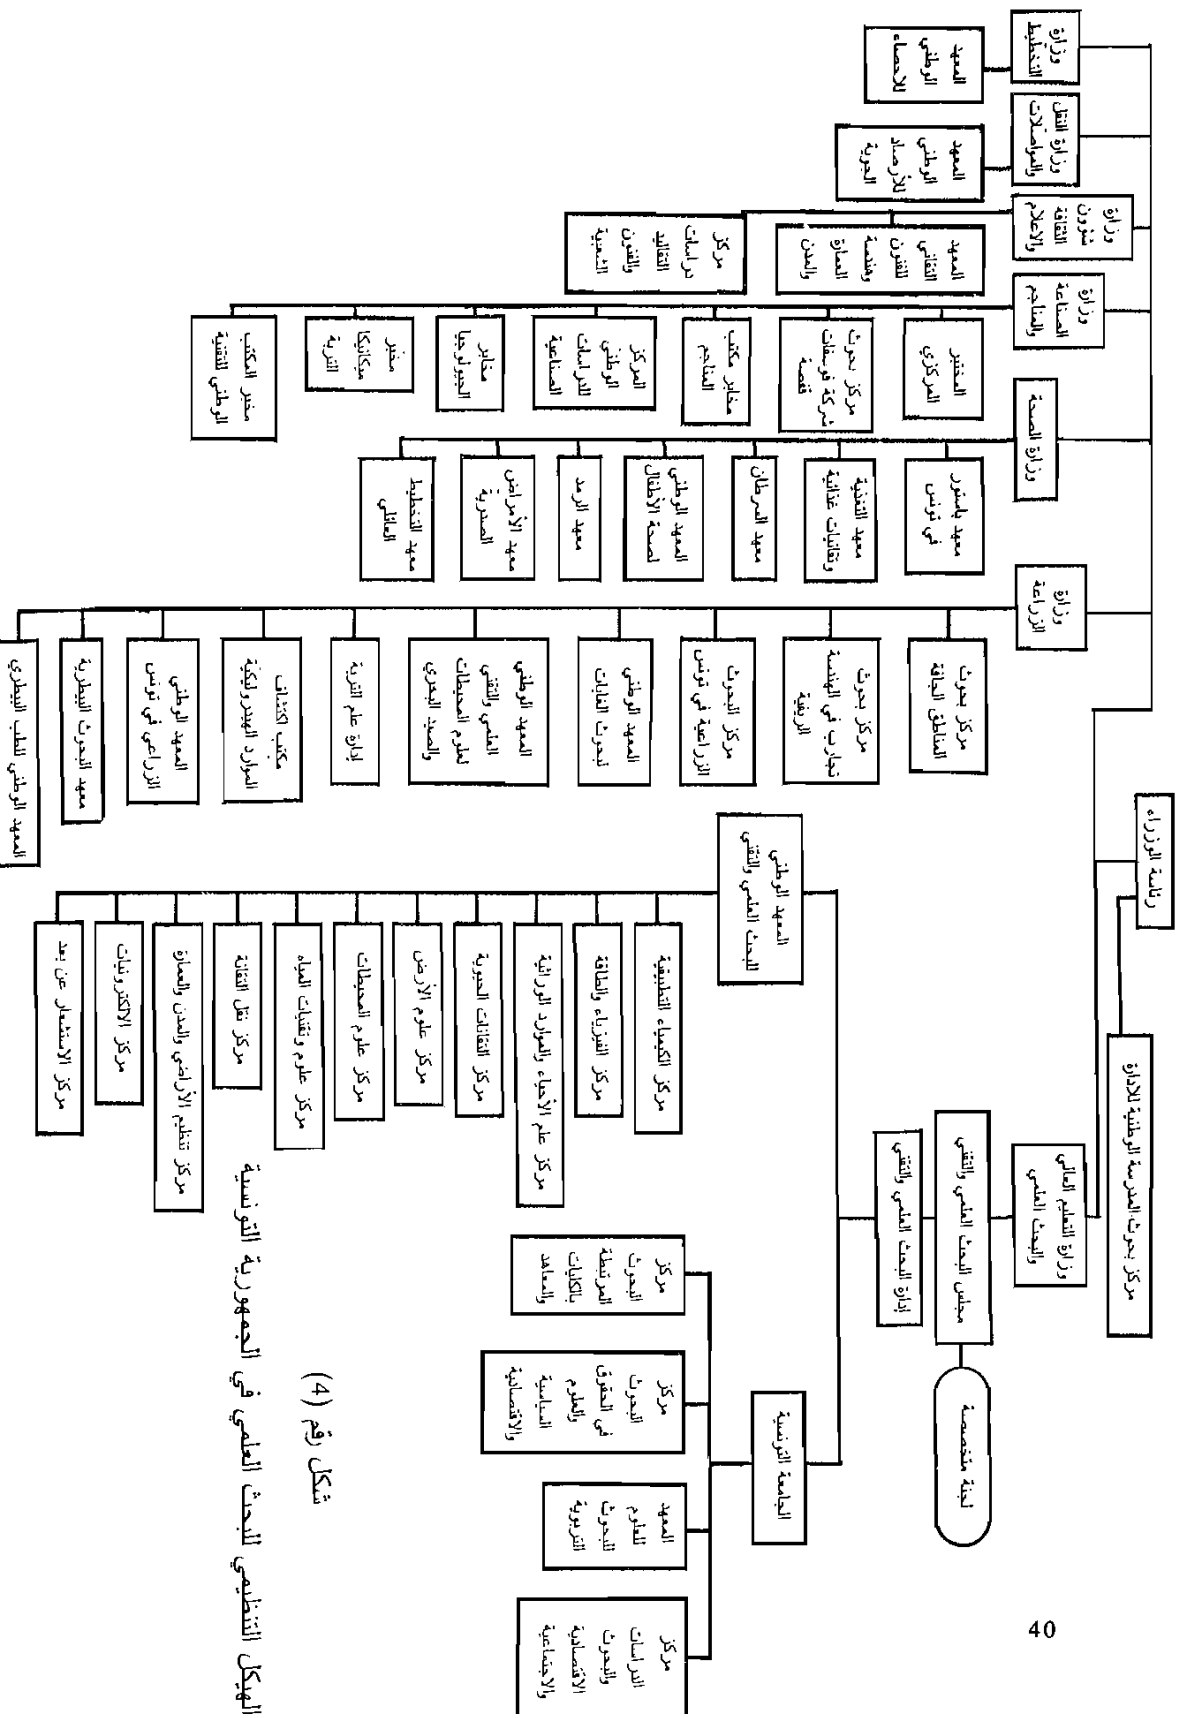 40
رئاسة الوزراء
مركز بحوث المدرسة الوطنية للادارة
وزارة التعليم العالي
والبحث العلمي
مجلس البحث العلمي والتقني
لجنة متخصصة
إدارة البحث العلمي والتقني
وزارة
التخطيط
المعهد
الوطني
للاحصاء
وزارة النقل
والمواصلات
المعهد
الوطني
للأرصاد
الجوية
وزارة
شؤون
الثقافة
والاعلام
المعهد
التقاني
للفنون
وهندسة
العمارة
والمدن
مركز
دراسات
التقاليد
والفنون
الشعبية
وزارة
الصناعة
والمناجم
المختبر
المركزي
مركز بحوث
شركة فوسفات
قفصة
مخابر مكتب
المناجم
المركز
الوطني
للدراسات
الصناعية
مخابر
الجيولوجيا
مخبر
ميكانيكا
التربة
مخبر المكتب
الوطني للتقنية
وزارة الصحة
معهد باستور
في تونس
معهد التغذية
وتقانيات غذائية
معهد السرطان
المعهد الوطني
لصحة الأطفال
معهد الرمد
معهد الأمراض
الصدرية
معهد التخطيط
العائلي
وزارة
الزراعة
مركز بحوث
المناطق الجافة
مركز بحوث
تجارب في الهندسة
الريفية
مركز البحوث
الزراعية في تونس
المعهد الوطني
لبحوث الغابات
المعهد الوطني
العلمي والتقني
لعلوم المحيطات
والصيد البحري
إدارة علم التربة
مكتب اكتشاف
الموارد الهيدروليكية
المعهد الوطني
الزراعي في تونس
معهد البحوث البيطرية
المعهد الوطني للطب البيطري
المعهد الوطني
للبحث العلمي والتقني
مركز الكيمياء التطبيقية
مركز الفيزياء والطاقة
مركز علم الأحياء والموارد الوراثية
مركز التقانات الحيوية
مركز علوم الأرض
مركز علوم المحيطات
مركز علوم وتقنيات المياه
مركز نقل التقانة
مركز تنظيم الأراضي والمدن والعمارة
مركز الالكترونيات
مركز الاستشعار عن بعد
الجامعة التونسية
مركز
البحوث
المرتبطة
بالكليات
والمعاهد
مركز
البحوث
في الحقوق
والعلوم
السياسية
والاقتصادية
المعهد
للعلوم
للبحوث
التربوية
مركز
الدراسات
والبحوث
الاقتصادية
والاجتماعية
شكل رقم (4)
الهيكل التنظيمي للبحث العلمي في الجمهورية التونسية